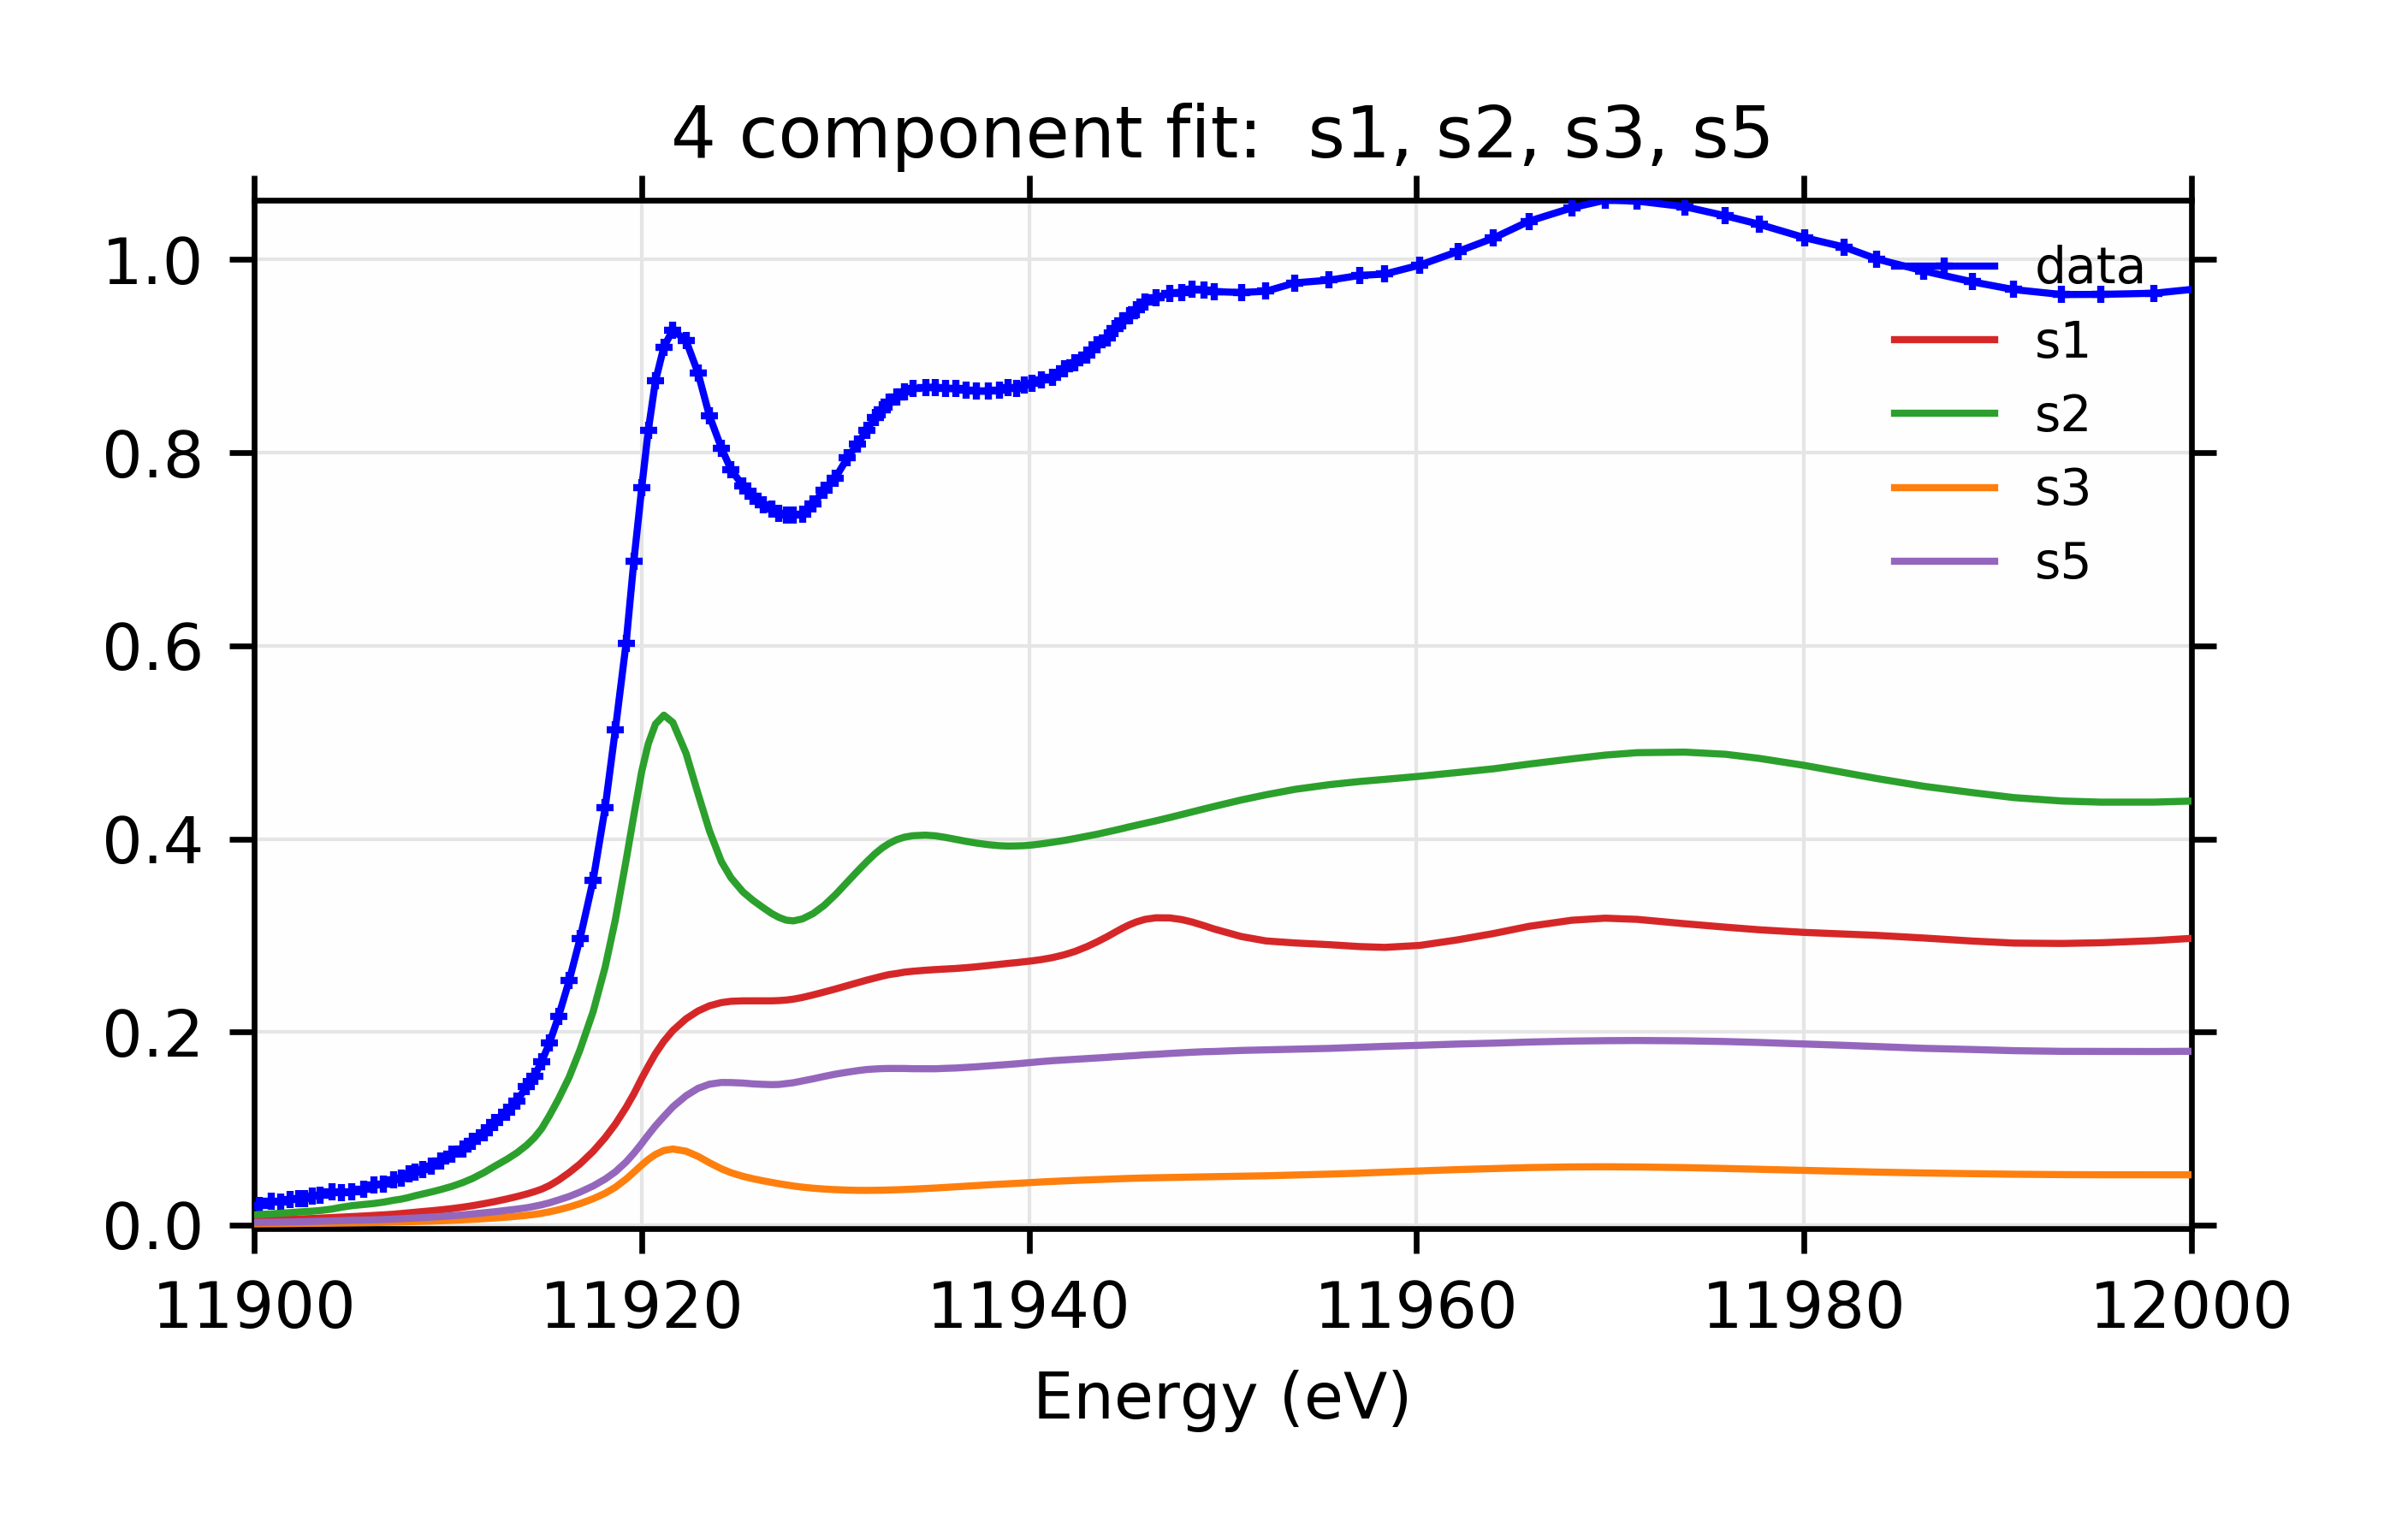 4 component fit:  s1, s2, s3, s5
1.0
0.8
0.6
0.4
0.2
0.0
data
s1
s2
s3
s5
11900 11920 11940 11960 11980 12000
Energy (eV)